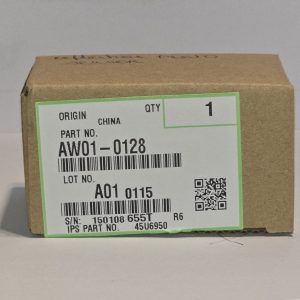 ORIGIN CHINA QTY 1
PART NO.
AW01-0128
LOT NO.
A01 0115
S/N: 150108 655T R6
IPS PART NO. 45U6950